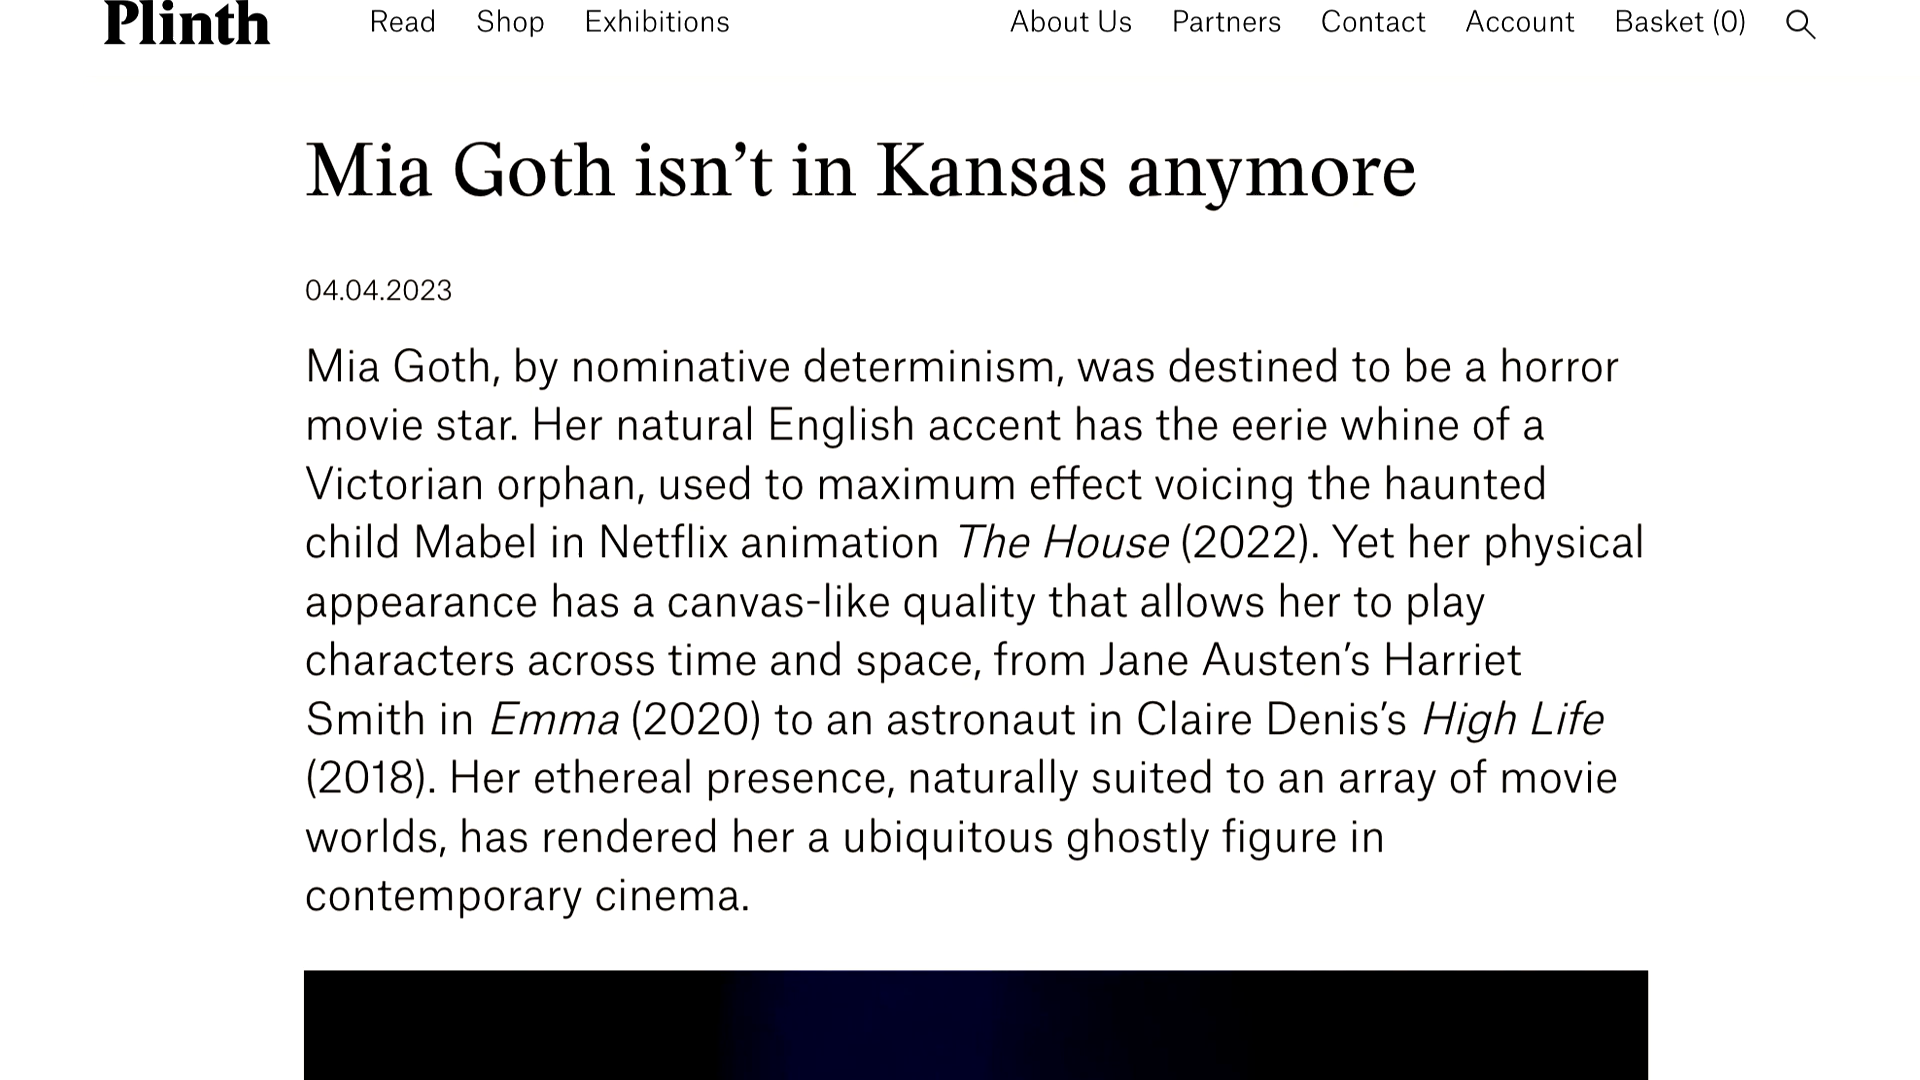 Plinth Read Shop Exhibitions About Us Partners Contact Account Basket (0)
Mia Goth isn’t in Kansas anymore
04.04.2023
Mia Goth, by nominative determinism, was destined to be a horror
movie star. Her natural English accent has the eerie whine of a
Victorian orphan, used to maximum effect voicing the haunted
child Mabel in Netflix animation The House (2022). Yet her physical
appearance has a canvas-like quality that allows her to play
characters across time and space, from Jane Austen’s Harriet
Smith in Emma (2020) to an astronaut in Claire Denis’s High Life
(2018). Her ethereal presence, naturally suited to an array of movie
worlds, has rendered her a ubiquitous ghostly figure in
contemporary cinema.